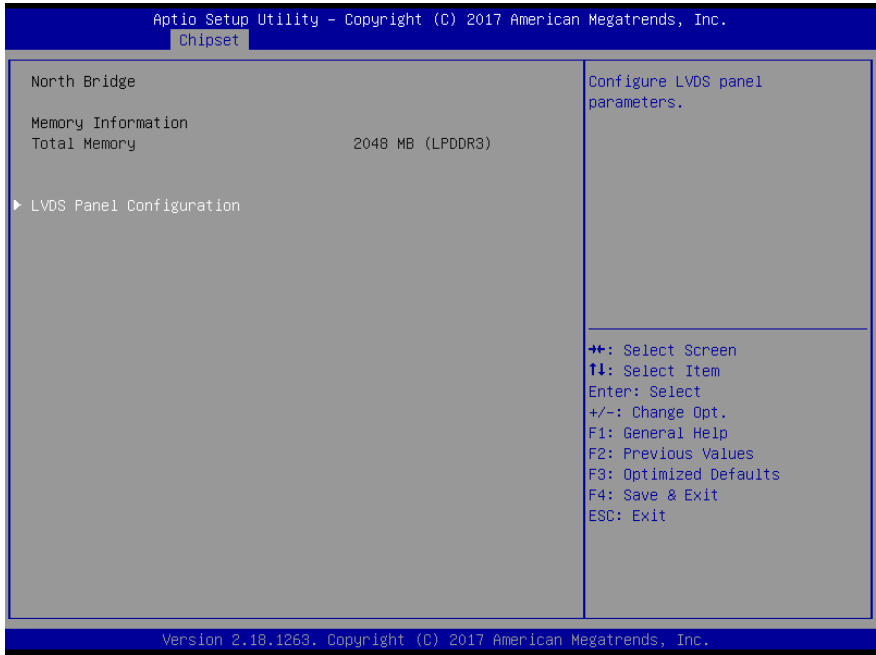 Aptio Setup Utility – Copyright (C) 2017 American Megatrends, Inc.
Chipset
North Bridge
Memory Information
Total Memory 2048 MB (LPDDR3)
▶ LVDS Panel Configuration
Configure LVDS panel
parameters.
→←: Select Screen
↑↓: Select Item
Enter: Select
+/-: Change Opt.
F1: General Help
F2: Previous Values
F3: Optimized Defaults
F4: Save & Exit
ESC: Exit
Version 2.18.1263. Copyright (C) 2017 American Megatrends, Inc.